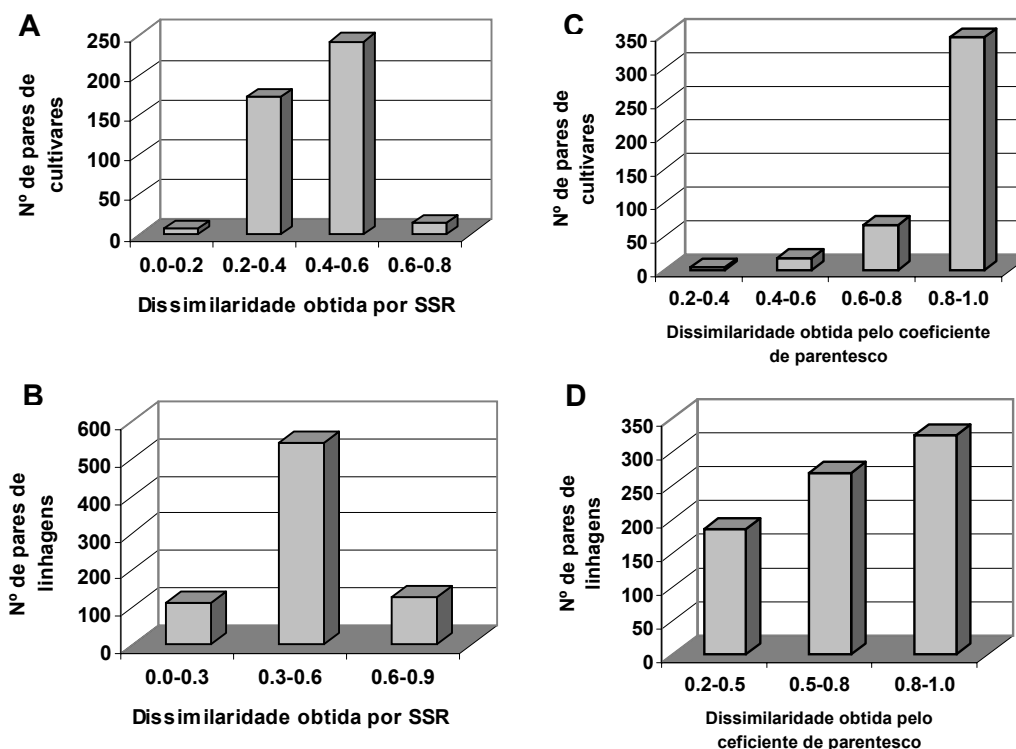 A
Nº de pares de
cultivares
250
200
150
100
50
0
0.0-0.2 0.2-0.4 0.4-0.6 0.6-0.8
Dissimilaridade obtida por SSR
C
Nº de pares de
cultivares
350
300
250
200
150
100
50
0
0.2-0.4 0.4-0.6 0.6-0.8 0.8-1.0
Dissimilaridade obtida pelo coeficiente
de parentesco
B
Nº de pares de
linhagens
600
500
400
300
200
100
0
0.0-0.3 0.3-0.6 0.6-0.9
Dissimilaridade obtida por SSR
D
Nº de pares de
linhagens
350
300
250
200
150
100
50
0
0.2-0.5 0.5-0.8 0.8-1.0
Dissimilaridade obtida pelo
ceficiente de parentesco